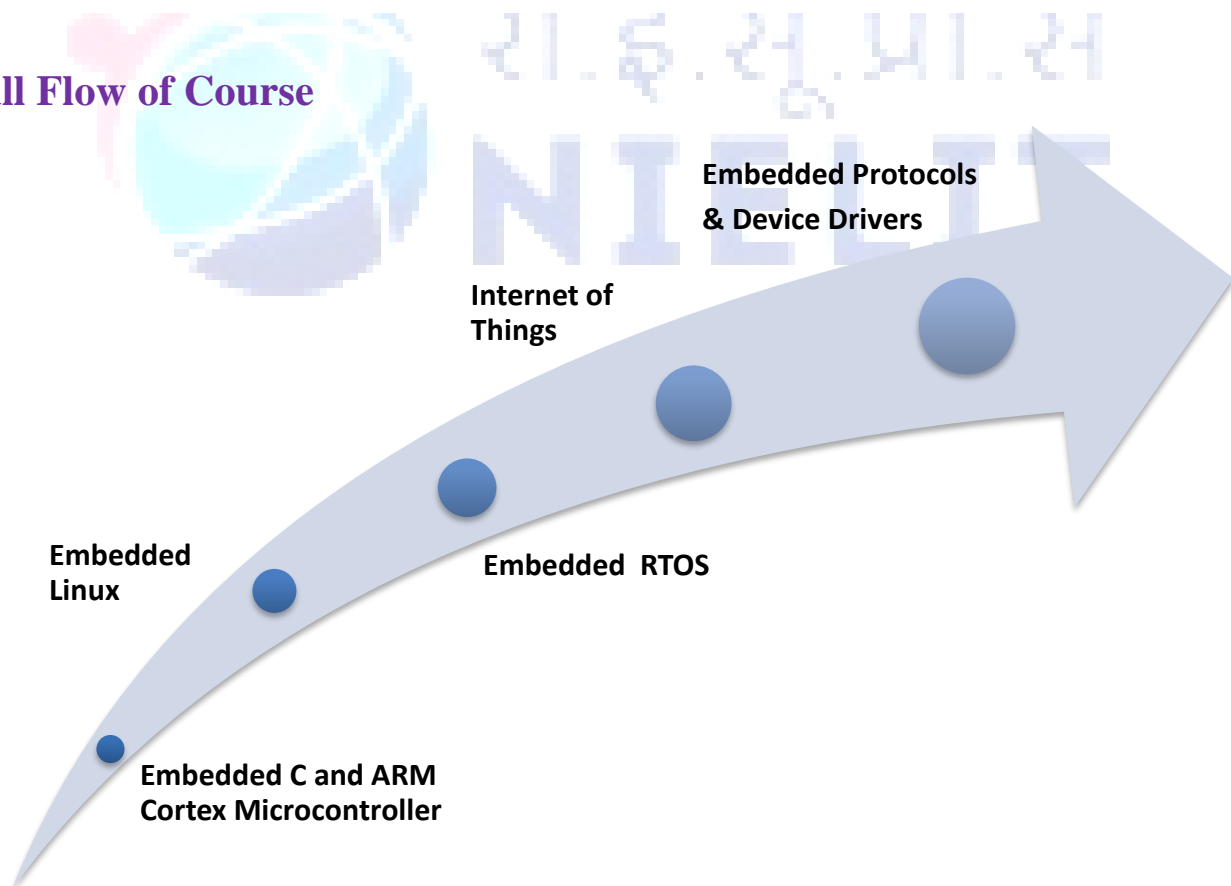 ll Flow of Course
NIELIT
Embedded Protocols
& Device Drivers
Internet of
Things
Embedded
Linux
Embedded RTOS
Embedded C and ARM
Cortex Microcontroller